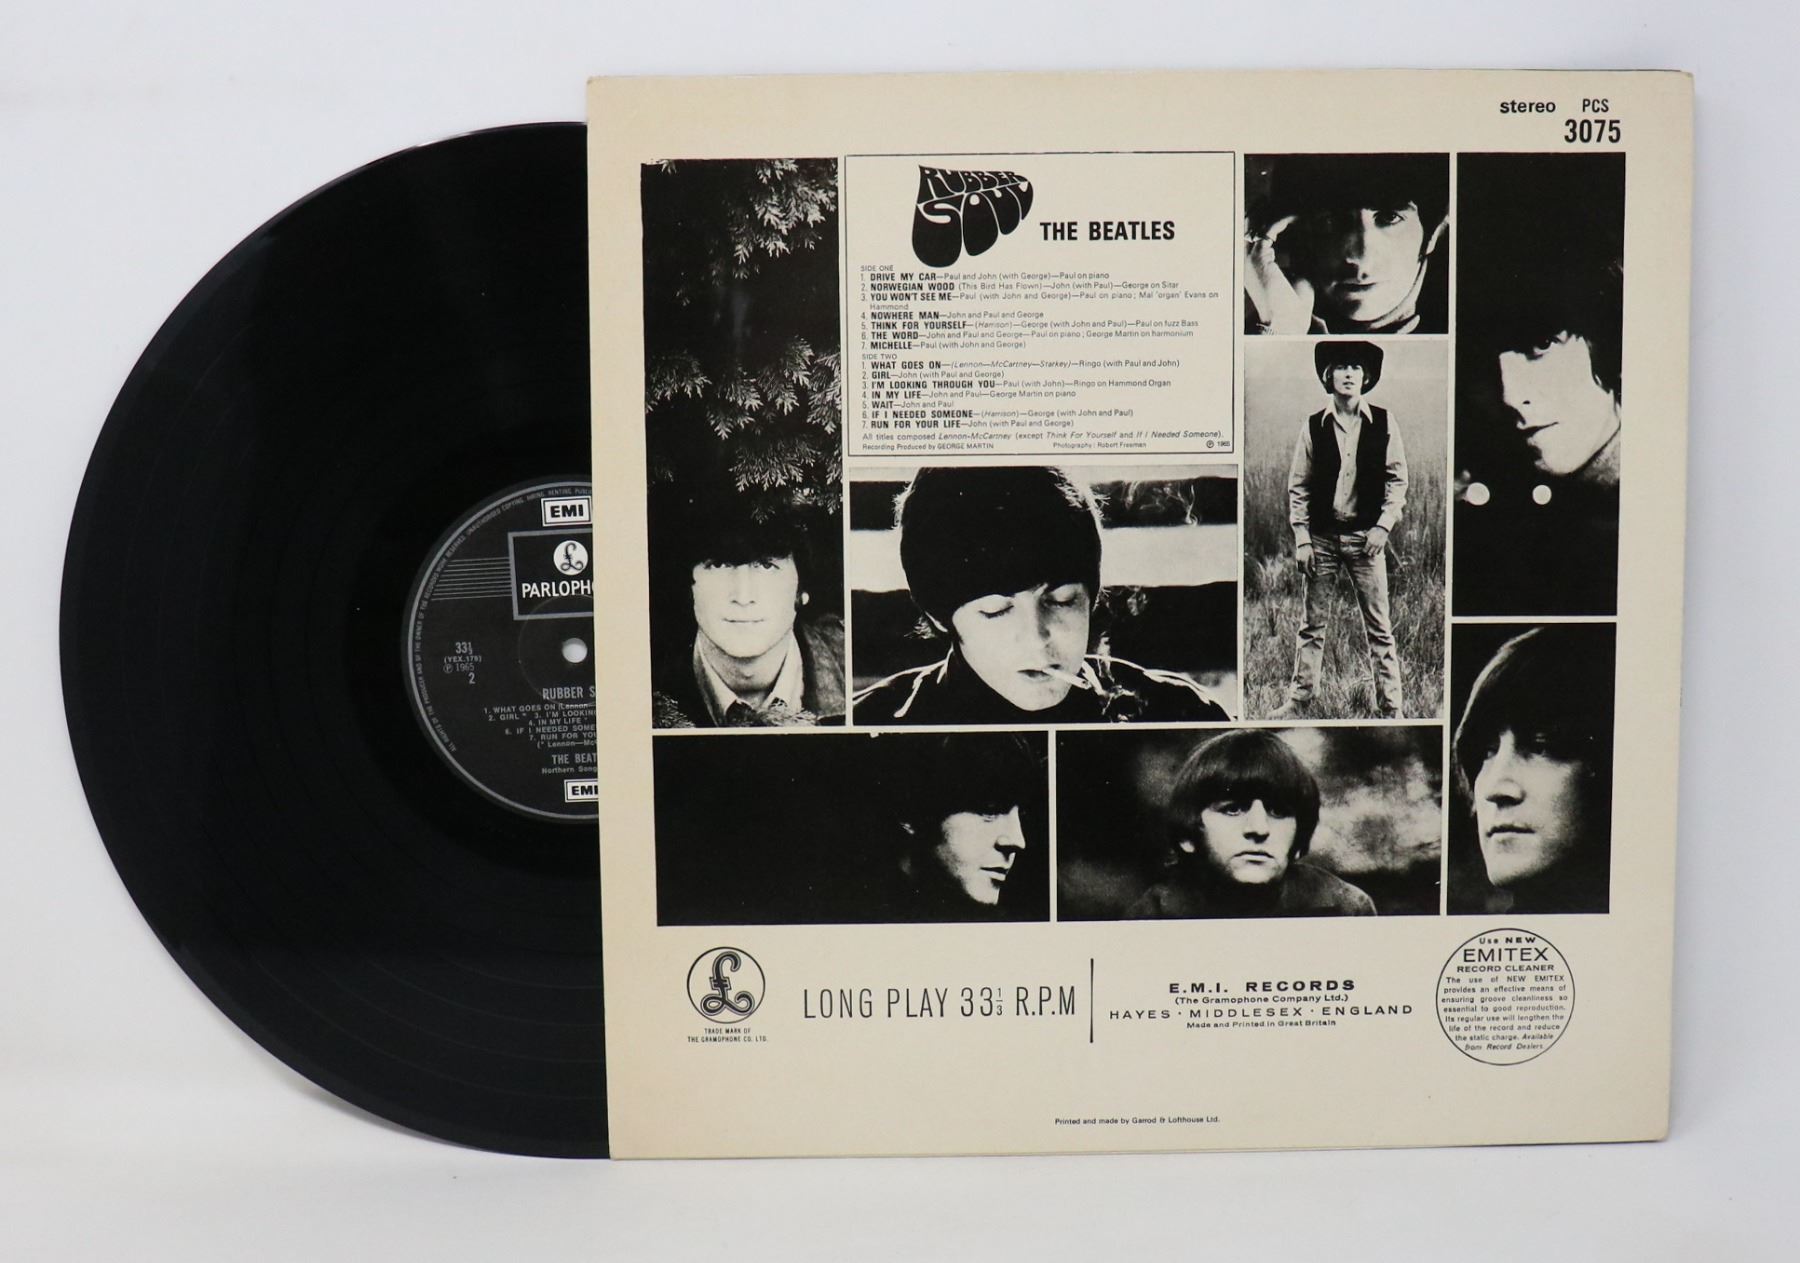 stereo PCS
3075
RUBBER
SOUL
THE BEATLES
SIDE ONE
1. DRIVE MY CAR—Paul and John (with George)—Paul on piano
2. NORWEGIAN WOOD (This Bird Has Flown)—John (with Paul)—George on Sitar
3. YOU WON'T SEE ME—Paul (with John and George)—Paul on piano; Mal 'organ' Evans on
Hammond
4. NOWHERE MAN—John and Paul and George
5. THINK FOR YOURSELF—(Harrison)—George (with John and Paul)—Paul on fuzz Bass
6. THE WORD—John and Paul and George—Paul on piano; George Martin on harmonium
7. MICHELLE—Paul (with John and George)
SIDE TWO
1. WHAT GOES ON—(Lennon-McCartney-Starkey)—Ringo (with Paul and John)
2. GIRL—John (with Paul and George)
3. I'M LOOKING THROUGH YOU—Paul (with John)—Ringo on Hammond Organ
4. IN MY LIFE—John and Paul—George Martin on piano
5. WAIT—John and Paul
6. IF I NEEDED SOMEONE—(Harrison)—George (with John and Paul)
7. RUN FOR YOUR LIFE—John (with Paul and George)
All titles composed Lennon-McCartney (except Think For Yourself and If I Needed Someone).
Recording Produced by GEORGE MARTIN Photography: Robert Freeman ℗ 1965
EMI
£
PARLOPHO
33⅓
(YEX.179)
℗ 1965
2
RUBBER S
1. WHAT GOES ON (Lennon—
2. GIRL * 3. I'M LOOKING
4. IN MY LIFE *
6. IF I NEEDED SOME
7. RUN FOR YOU
(* Lennon—McC
THE BEAT
Northern Song
EMI
£
TRADE MARK OF
THE GRAMOPHONE CO. LTD.
LONG PLAY 33⅓ R.P.M
E.M.I. RECORDS
(The Gramophone Company Ltd.)
HAYES · MIDDLESEX · ENGLAND
Made and Printed in Great Britain
Use NEW
EMITEX
RECORD CLEANER
The use of NEW EMITEX
provides an effective means of
ensuring groove cleanliness so
essential to good reproduction.
Its regular use will lengthen the
life of the record and reduce
the static charge. Available
from Record Dealers.
Printed and made by Garrod & Lofthouse Ltd.